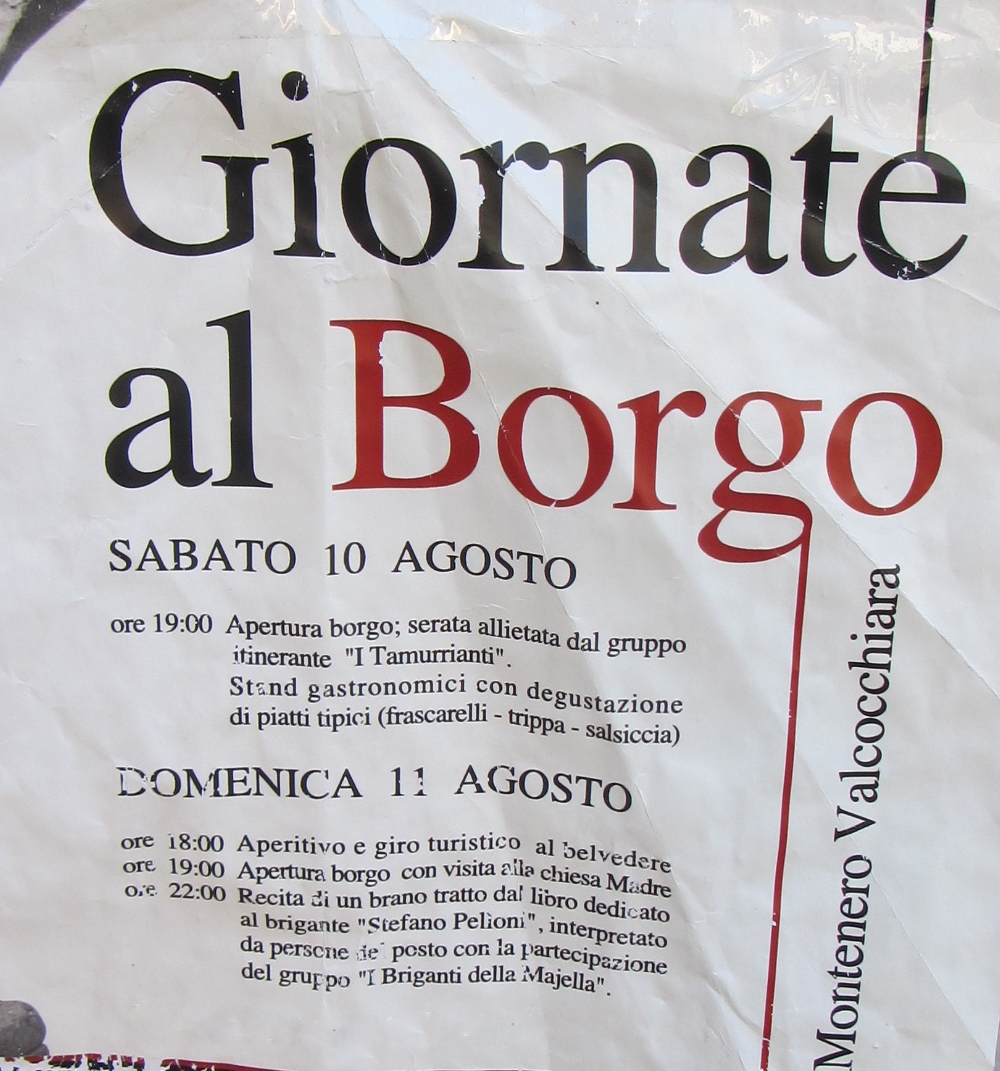 Giornate
al Borgo
SABATO 10 AGOSTO
ore 19:00 Apertura borgo; serata allietata dal gruppo
itinerante "I Tamurrianti".
Stand gastronomici con degustazione
di piatti tipici (frascarelli - trippa - salsiccia)
DOMENICA 11 AGOSTO
ore 18:00 Aperitivo e giro turistico al belvedere
ore 19:00 Apertura borgo con visita alla chiesa Madre
ore 22:00 Recita di un brano tratto dal libro dedicato
al brigante "Stefano Pelloni", interpretato
da persone del posto con la partecipazione
del gruppo "I Briganti della Majella".
Montenero Valcocchiara